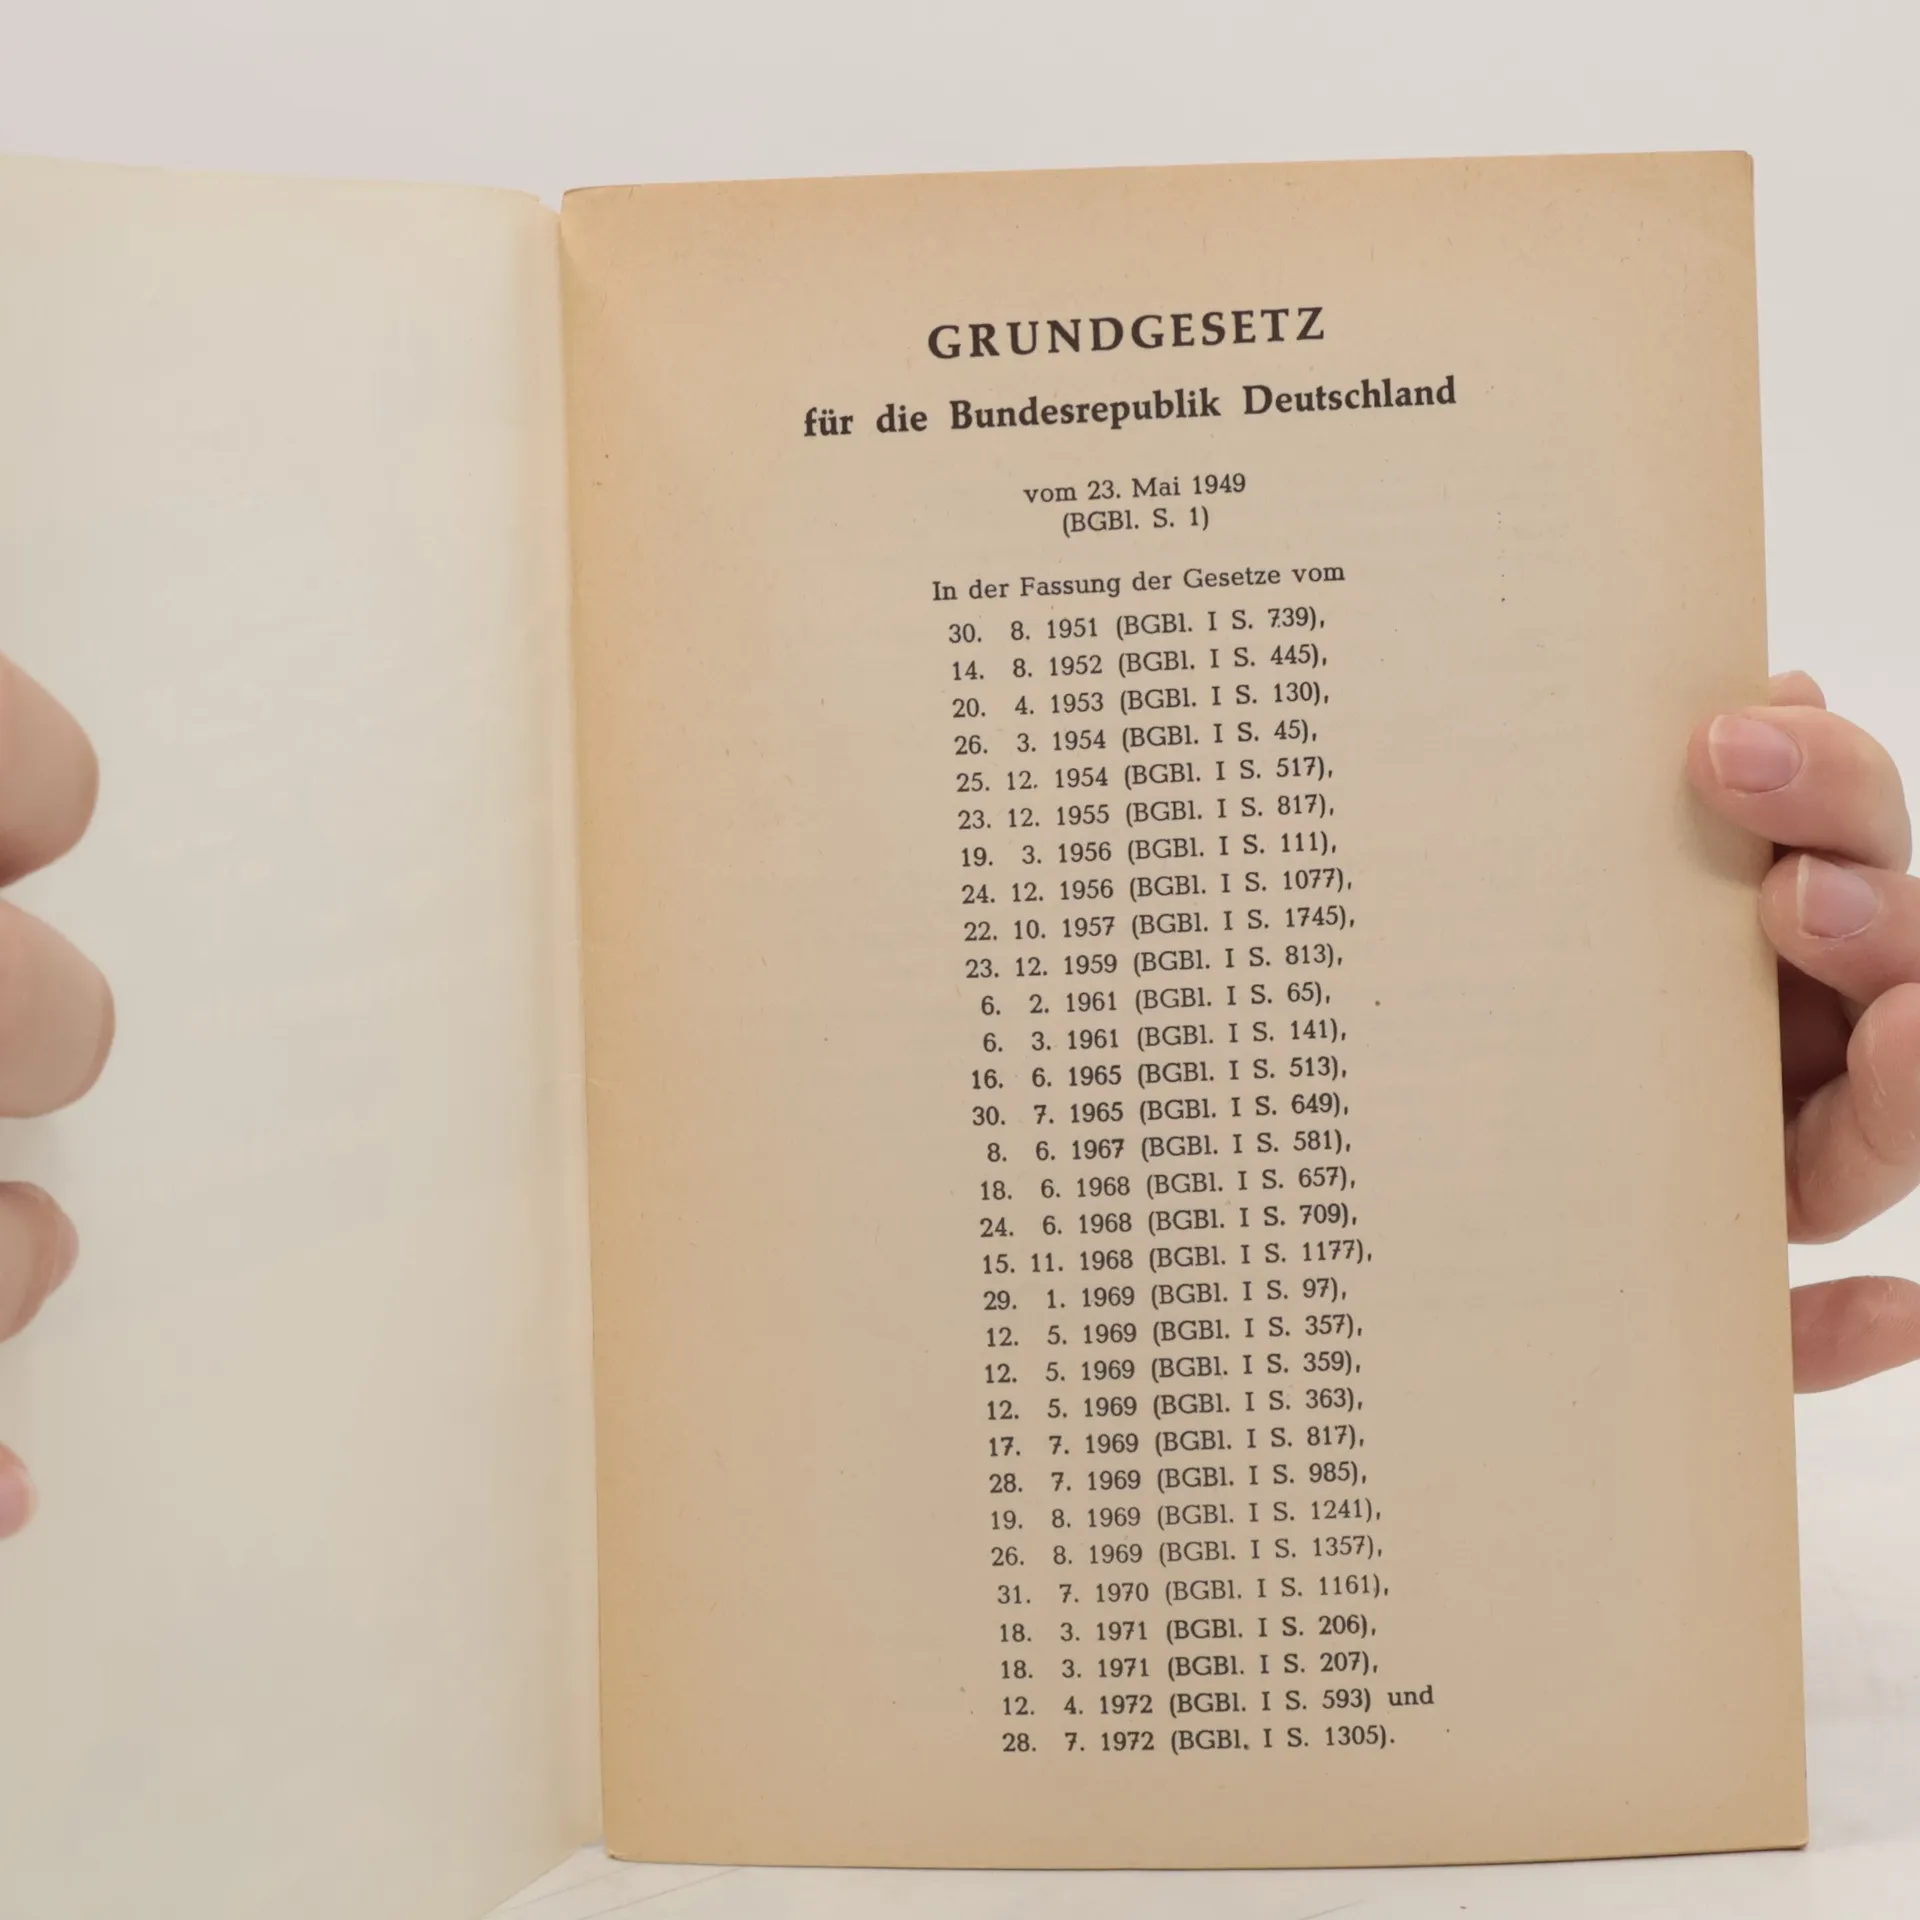 GRUNDGESETZ
für die Bundesrepublik Deutschland
vom 23. Mai 1949
(BGBl. S. 1)
In der Fassung der Gesetze vom
30. 8. 1951 (BGBl. I S. 739),
14. 8. 1952 (BGBl. I S. 445),
20. 4. 1953 (BGBl. I S. 130),
26. 3. 1954 (BGBl. I S. 45),
25. 12. 1954 (BGBl. I S. 517),
23. 12. 1955 (BGBl. I S. 817),
19. 3. 1956 (BGBl. I S. 111),
24. 12. 1956 (BGBl. I S. 1077),
22. 10. 1957 (BGBl. I S. 1745),
23. 12. 1959 (BGBl. I S. 813),
6. 2. 1961 (BGBl. I S. 65),
6. 3. 1961 (BGBl. I S. 141),
16. 6. 1965 (BGBl. I S. 513),
30. 7. 1965 (BGBl. I S. 649),
8. 6. 1967 (BGBl. I S. 581),
18. 6. 1968 (BGBl. I S. 657),
24. 6. 1968 (BGBl. I S. 709),
15. 11. 1968 (BGBl. I S. 1177),
29. 1. 1969 (BGBl. I S. 97),
12. 5. 1969 (BGBl. I S. 357),
12. 5. 1969 (BGBl. I S. 359),
12. 5. 1969 (BGBl. I S. 363),
17. 7. 1969 (BGBl. I S. 817),
28. 7. 1969 (BGBl. I S. 985),
19. 8. 1969 (BGBl. I S. 1241),
26. 8. 1969 (BGBl. I S. 1357),
31. 7. 1970 (BGBl. I S. 1161),
18. 3. 1971 (BGBl. I S. 206),
18. 3. 1971 (BGBl. I S. 207),
12. 4. 1972 (BGBl. I S. 593) und
28. 7. 1972 (BGBl. I S. 1305).